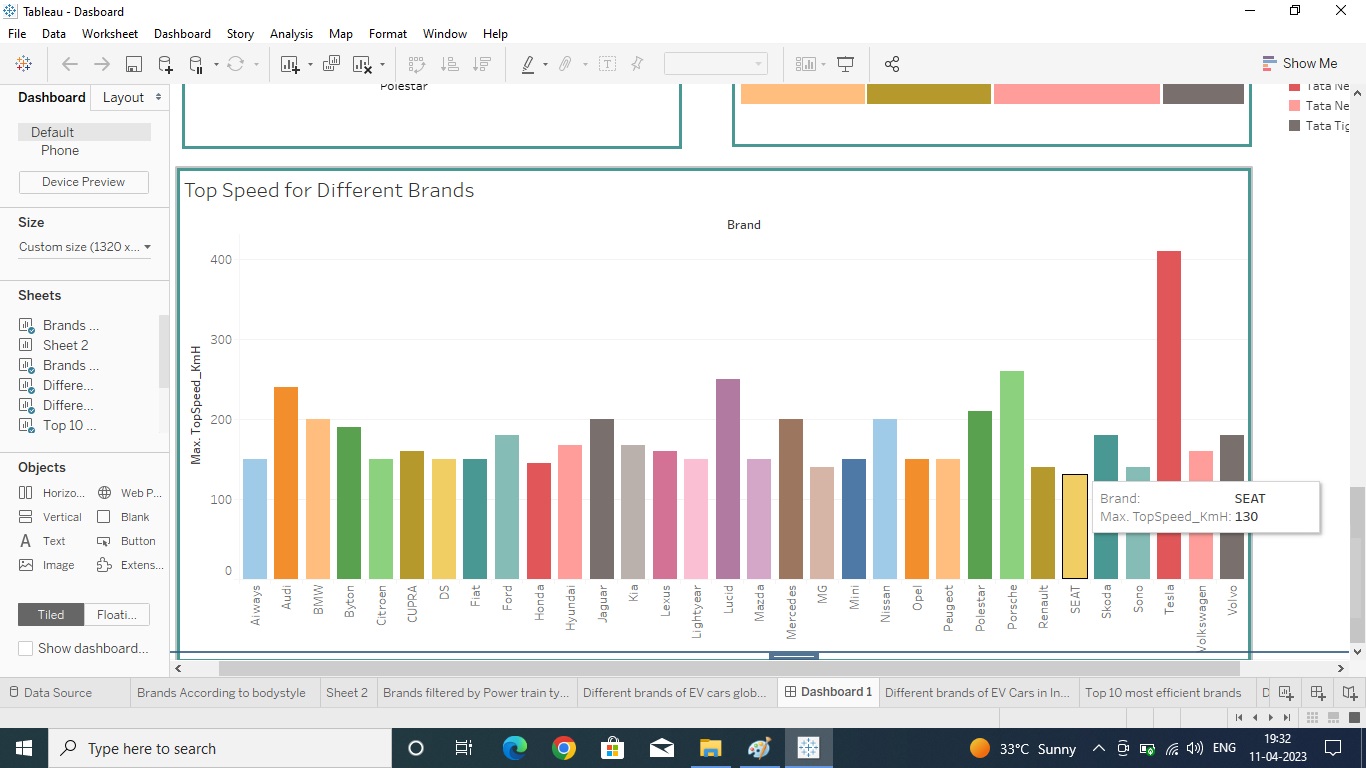 Tableau - Dasboard
File Data Worksheet Dashboard Story Analysis Map Format Window Help
Show Me
Dashboard Layout
Default
Phone
Device Preview
Size
Custom size (1320 x...
Sheets
Brands ...
Sheet 2
Brands ...
Differe...
Differe...
Top 10 ...
Objects
Horizo... Web P...
Vertical Blank
Text Button
Image Extens...
Tiled Floati...
Show dashboard...
Polestar
Tata Ne
Tata Ne
Tata Tig
Top Speed for Different Brands
Brand
Max. TopSpeed_KmH
400
300
200
100
0
Aiways
Audi
BMW
Byton
Citroen
CUPRA
DS
Fiat
Ford
Honda
Hyundai
Jaguar
Kia
Lexus
Lightyear
Lucid
Mazda
Mercedes
MG
Mini
Nissan
Opel
Peugeot
Polestar
Porsche
Renault
SEAT
Skoda
Sono
Tesla
Volkswagen
Volvo
Brand: SEAT
Max. TopSpeed_KmH: 130
Data Source Brands According to bodystyle Sheet 2 Brands filtered by Power train ty... Different brands of EV cars glob... Dashboard 1 Different brands of EV Cars in In... Top 10 most efficient brands D
Type here to search
33°C Sunny
ENG
19:32
11-04-2023